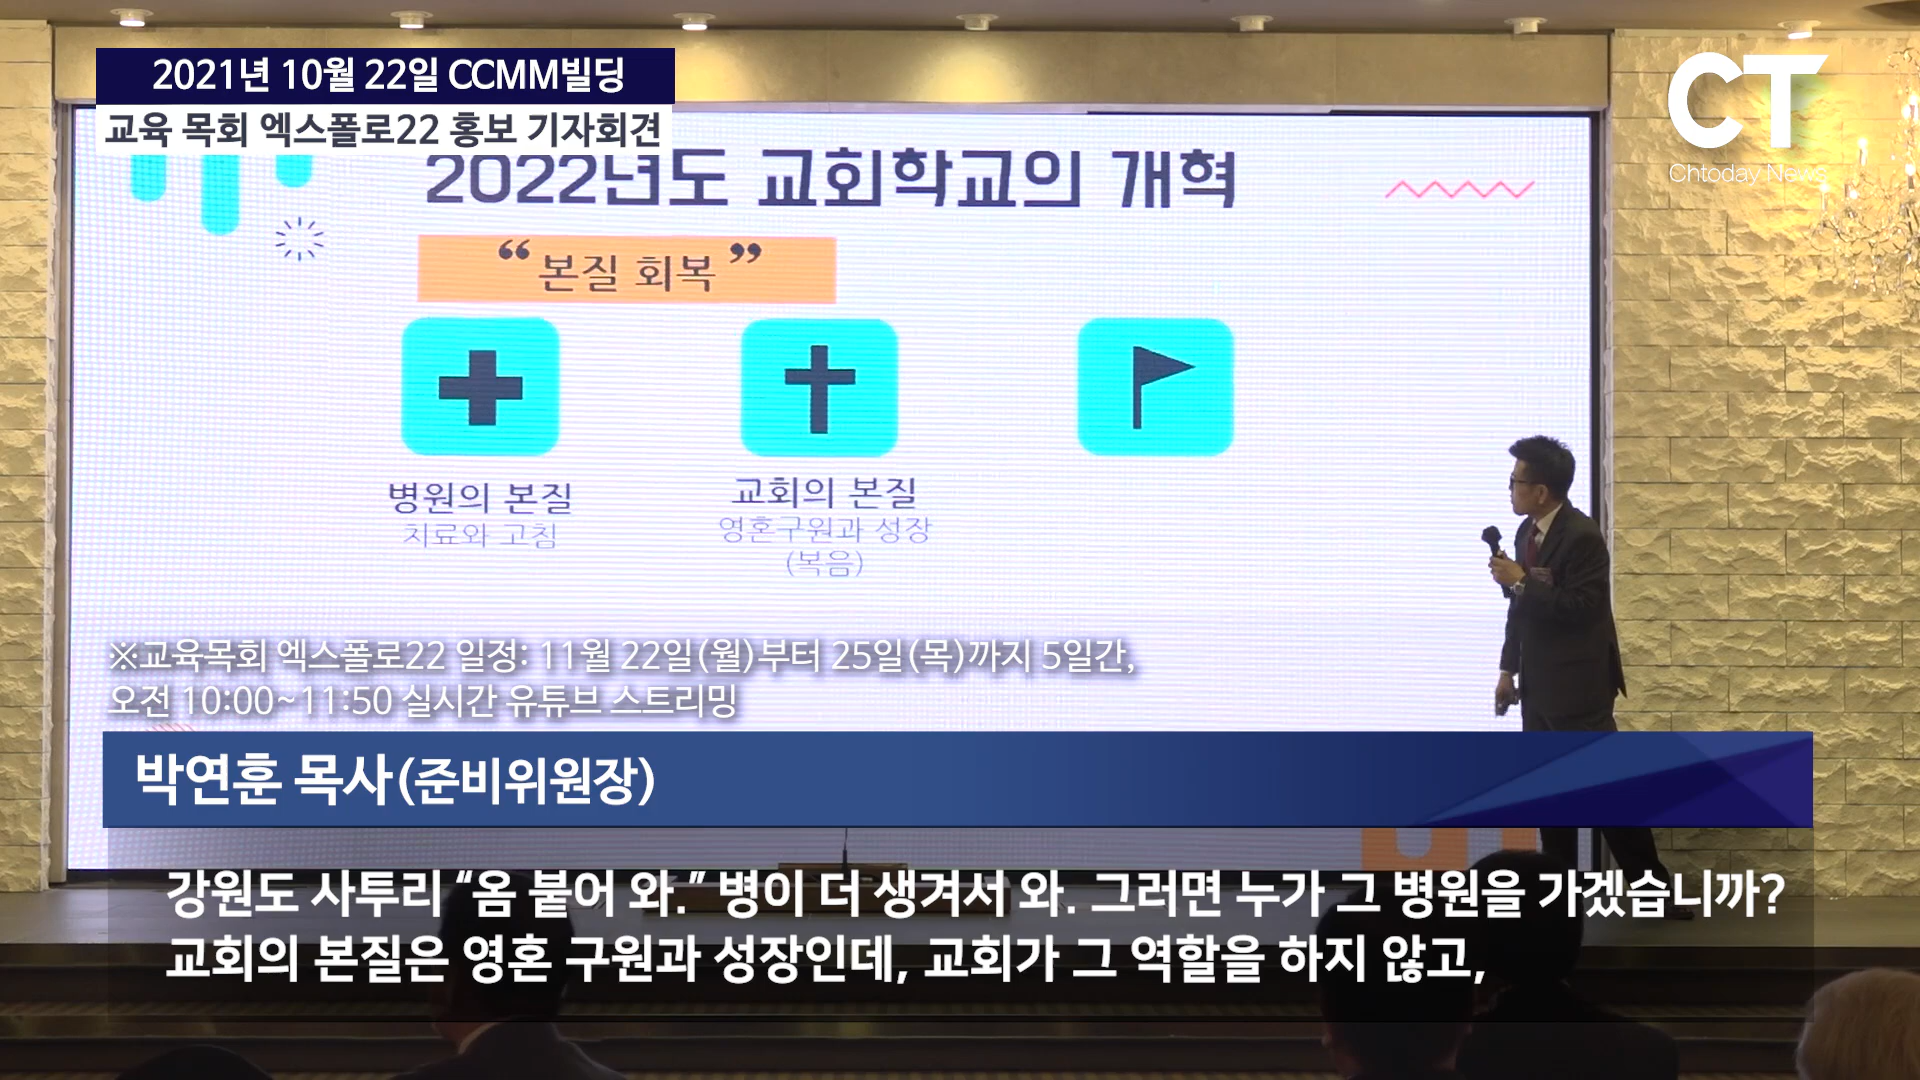 2021년 10월 22일 CCMM빌딩
교육 목회 엑스폴로22 홍보 기자회견
CT
Chtoday News
2022년도 교회학교의 개혁
“본질 회복”
병원의 본질
치료와 고침
교회의 본질
영혼구원과 성장
(복음)
※교육목회 엑스폴로22 일정: 11월 22일(월)부터 25일(목)까지 5일간,
오전 10:00~11:50 실시간 유튜브 스트리밍
박연훈 목사(준비위원장)
강원도 사투리 “옴 붙어 와.” 병이 더 생겨서 와. 그러면 누가 그 병원을 가겠습니까?
교회의 본질은 영혼 구원과 성장인데, 교회가 그 역할을 하지 않고,